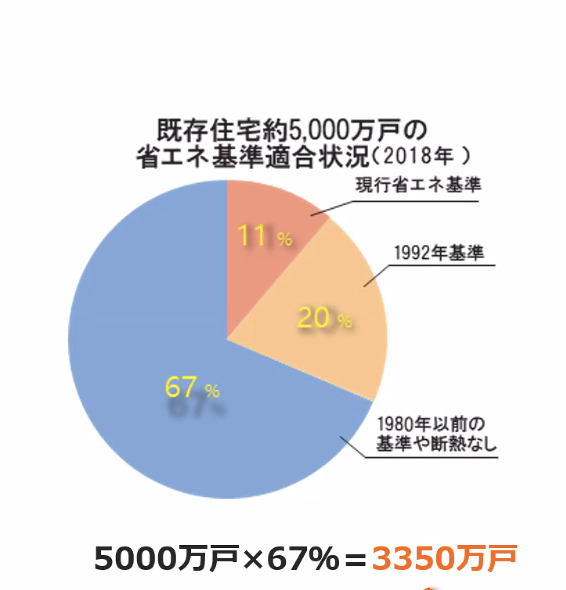 既存住宅約5,000万戸の
省エネ基準適合状況(2018年 )
現行省エネ基準
11 %
1992年基準
20 %
67 %
1980年以前の
基準や断熱なし
5000万戸×67%＝3350万戸